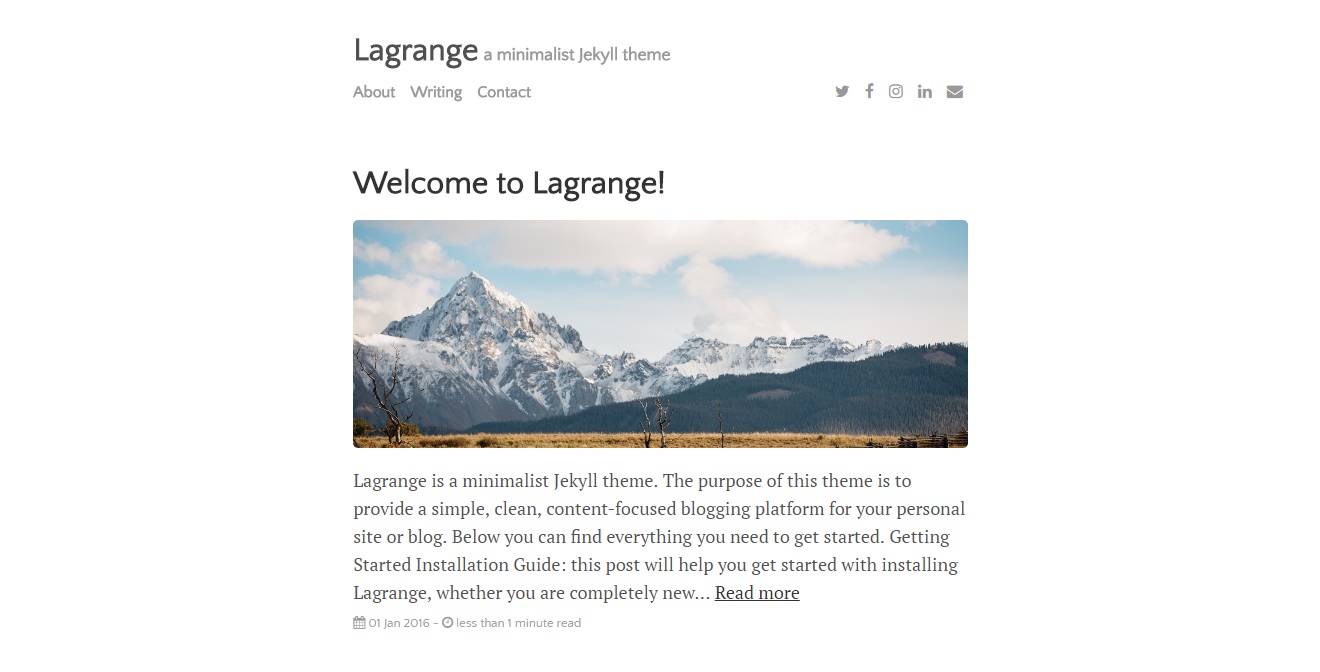 Lagrange a minimalist Jekyll theme
About Writing Contact
Welcome to Lagrange!
Lagrange is a minimalist Jekyll theme. The purpose of this theme is to
provide a simple, clean, content-focused blogging platform for your personal
site or blog. Below you can find everything you need to get started. Getting
Started Installation Guide: this post will help you get started with installing
Lagrange, whether you are completely new... Read more
01 Jan 2016 - less than 1 minute read